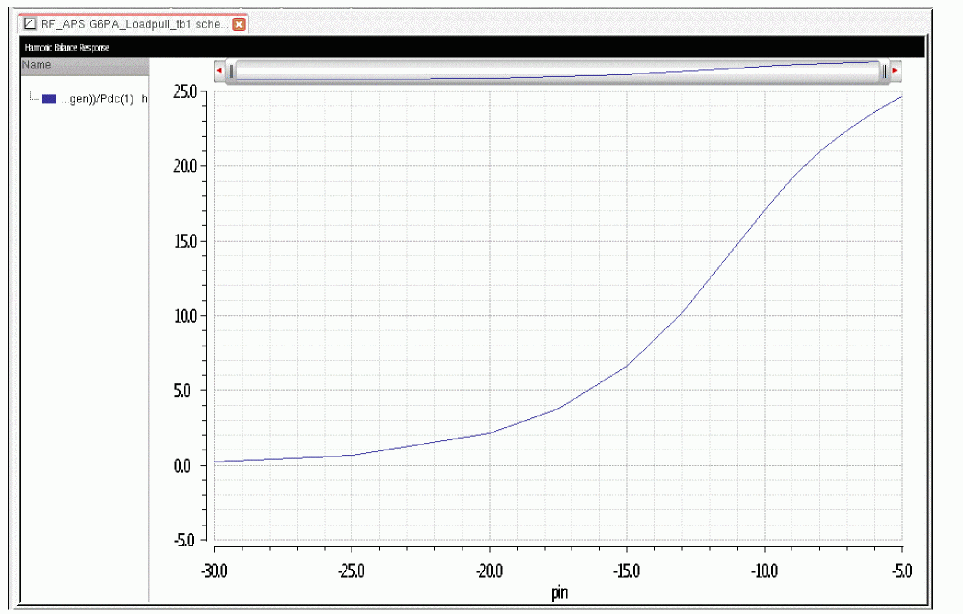 RF_APS G6PA_Loadpull_tb1 sche...
Harmonic Balance Response
Name
...gen))/Pdc(1) h
25.0
20.0
15.0
10.0
5.0
0.0
-5.0
-30.0 -25.0 -20.0 -15.0 -10.0 -5.0
pin